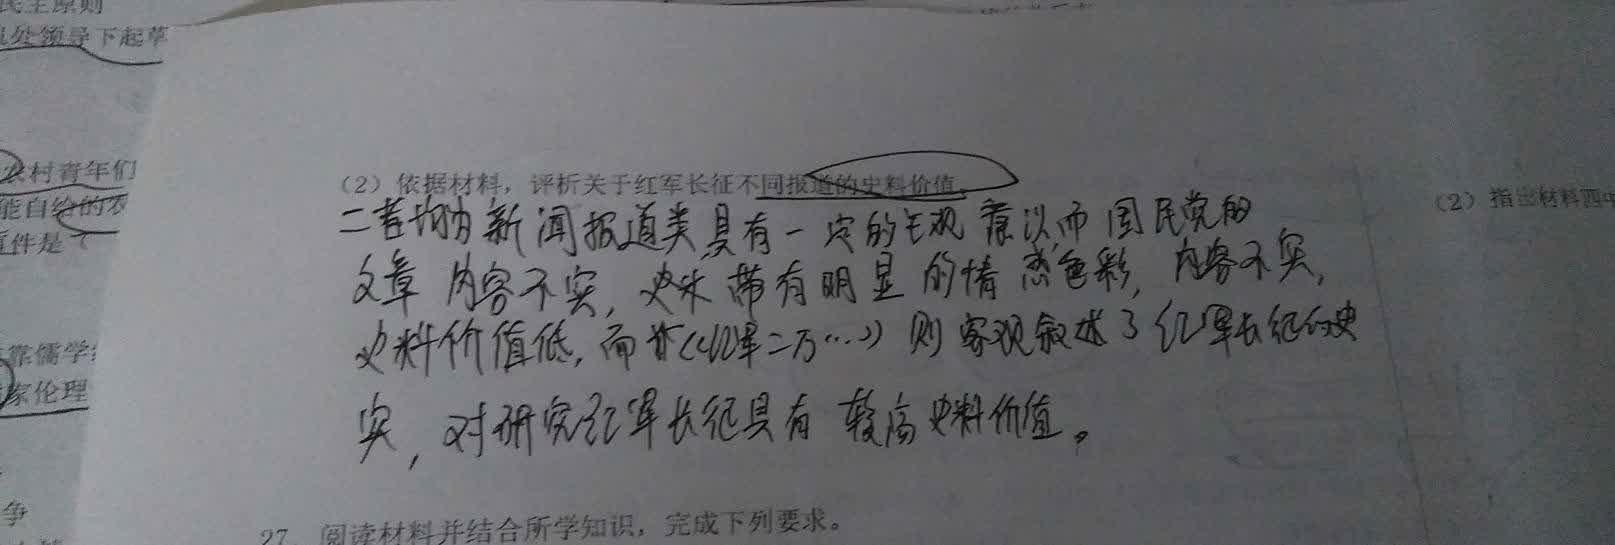 民主原则
处领导下起草
农村青年们
能自给的农
件是
(2)依据材料，评析关于红军长征不同报道的史料价值。
(2)指出材料四中
二者均为新闻报道类,具有一定的主观意识,而国民党的
文章内容不实，史来带有明显的情感色彩，内容不实，
史料价值低，而《红军二万…》则客观叙述了红军长征的史
实，对研究红军长征具有较高史料价值。
靠儒学
家伦理
争
27. 阅读材料并结合所学知识，完成下列要求。